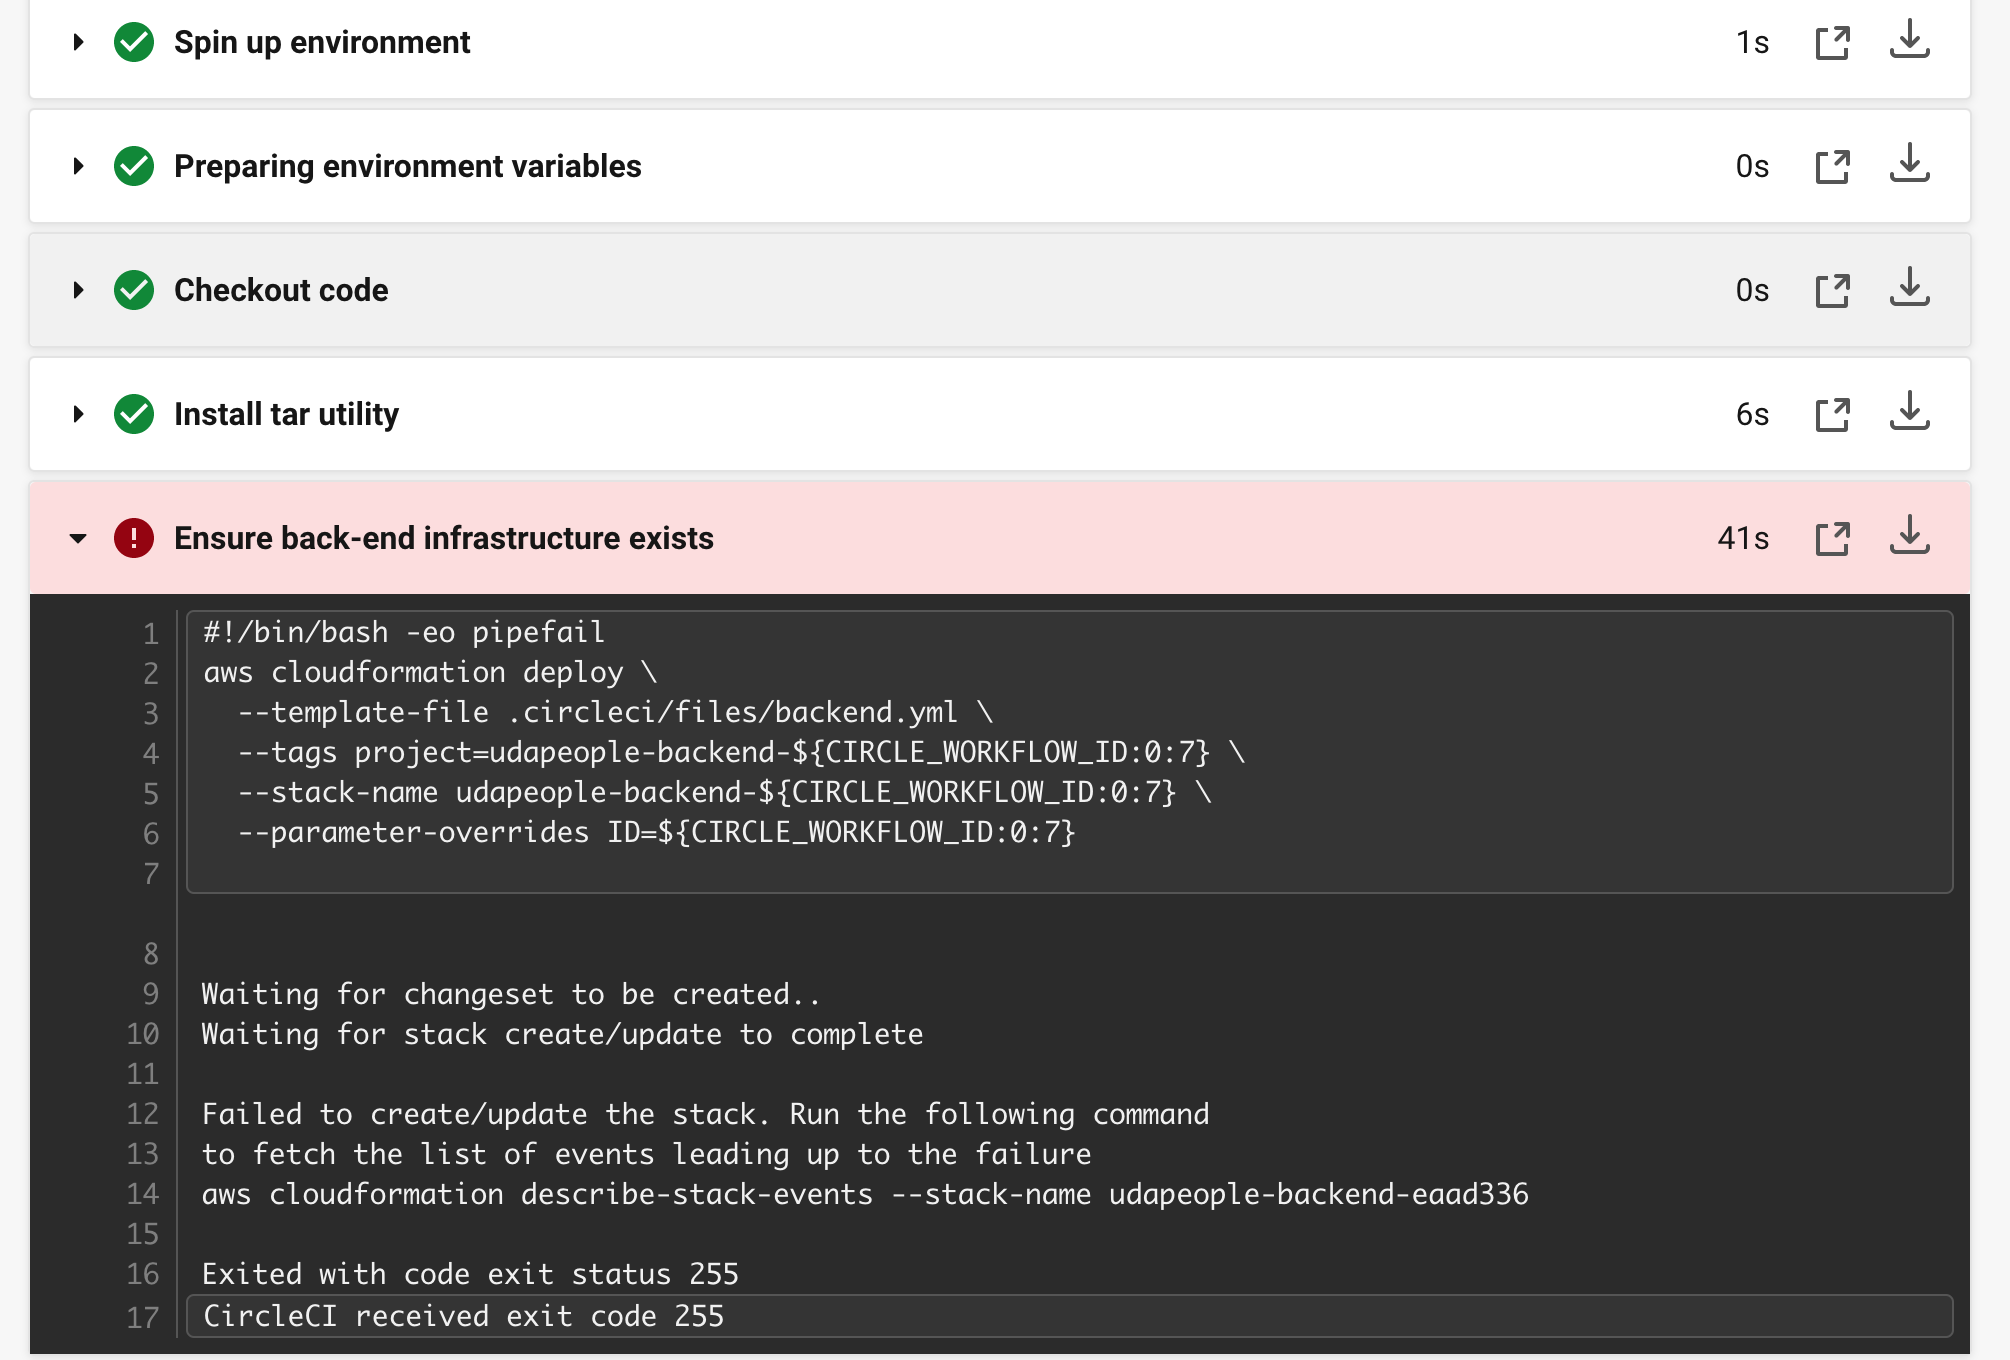 Spin up environment 1s
Preparing environment variables 0s
Checkout code 0s
Install tar utility 6s
Ensure back-end infrastructure exists 41s
1 #!/bin/bash -eo pipefail
2 aws cloudformation deploy \
3   --template-file .circleci/files/backend.yml \
4   --tags project=udapeople-backend-${CIRCLE_WORKFLOW_ID:0:7} \
5   --stack-name udapeople-backend-${CIRCLE_WORKFLOW_ID:0:7} \
6   --parameter-overrides ID=${CIRCLE_WORKFLOW_ID:0:7}
7
8
9 Waiting for changeset to be created..
10 Waiting for stack create/update to complete
11
12 Failed to create/update the stack. Run the following command
13 to fetch the list of events leading up to the failure
14 aws cloudformation describe-stack-events --stack-name udapeople-backend-eaad336
15
16 Exited with code exit status 255
17 CircleCI received exit code 255